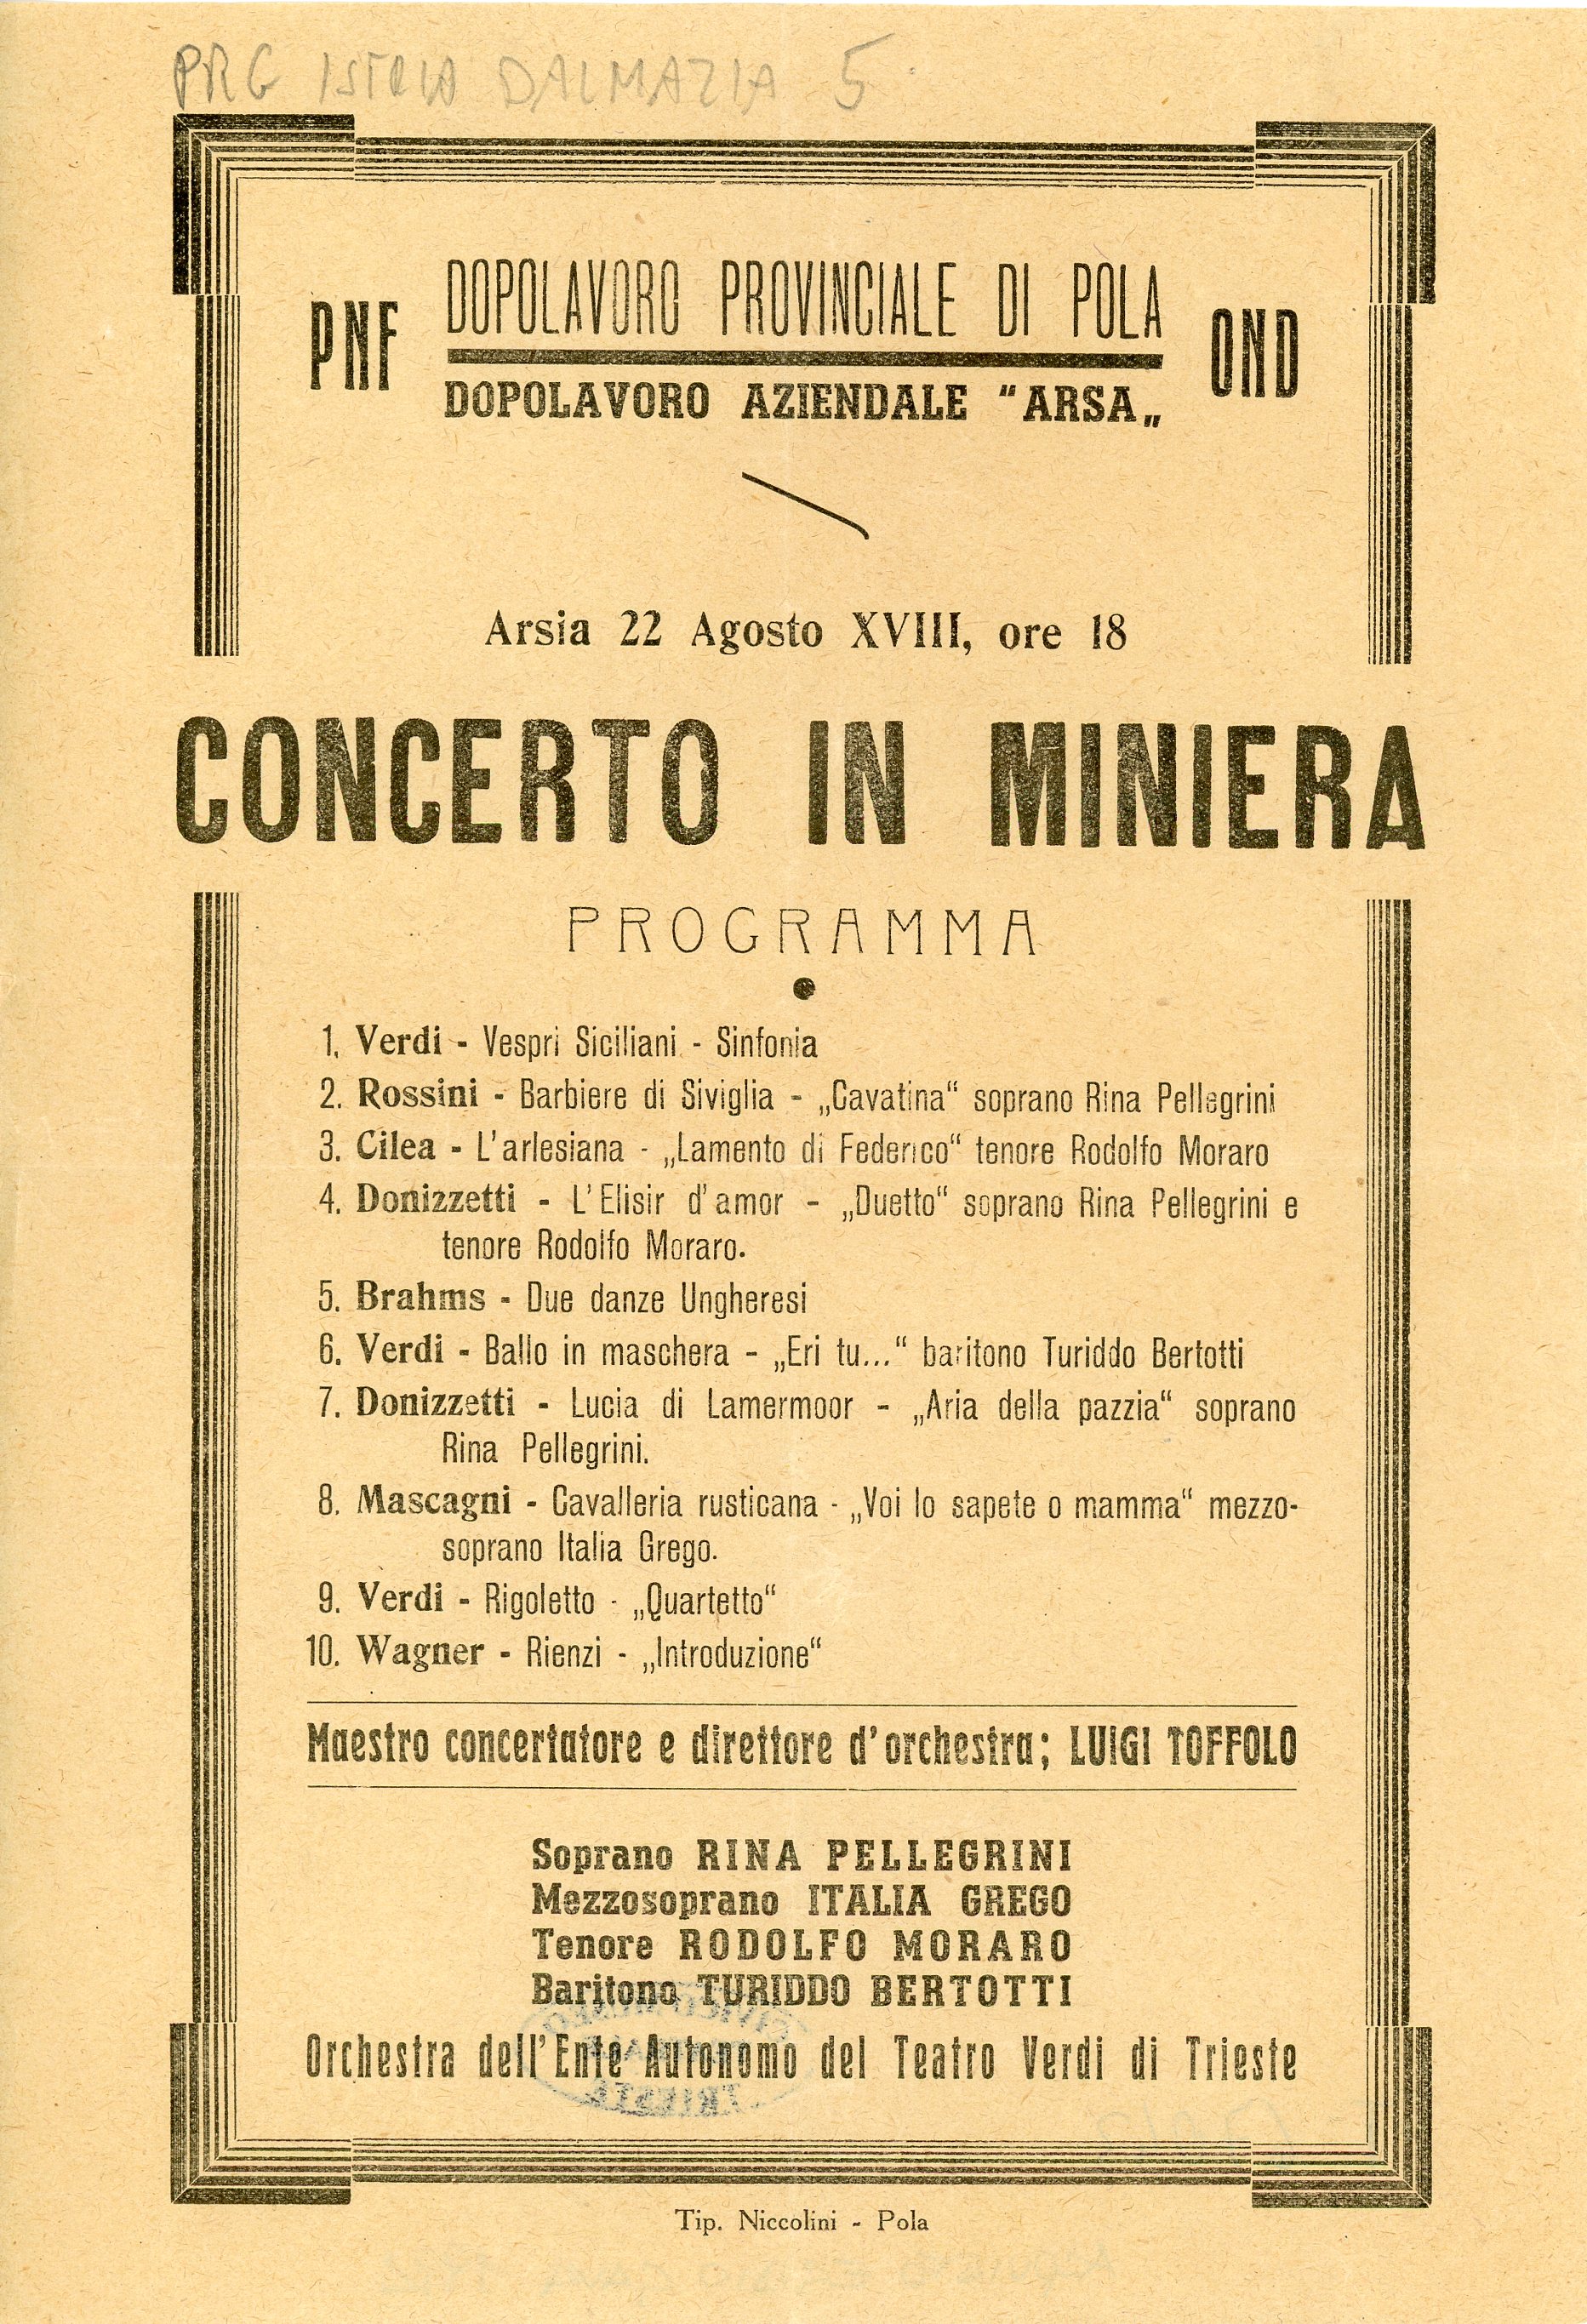 PRG ISTRIA DALMAZIA 5
PNF
DOPOLAVORO PROVINCIALE DI POLA
OND
DOPOLAVORO AZIENDALE "ARSA„
Arsia 22 Agosto XVIII, ore 18
CONCERTO IN MINIERA
PROGRAMMA
1. Verdi - Vespri Siciliani - Sinfonia
2. Rossini - Barbiere di Siviglia - „Cavatina“ soprano Rina Pellegrini
3. Cilea - L'arlesiana - „Lamento di Federico“ tenore Rodolfo Moraro
4. Donizzetti - L'Elisir d'amor - „Duetto“ soprano Rina Pellegrini e
tenore Rodolfo Moraro.
5. Brahms - Due danze Ungheresi
6. Verdi - Ballo in maschera - „Eri tu...“ baritono Turiddo Bertotti
7. Donizzetti - Lucia di Lamermoor - „Aria della pazzia“ soprano
Rina Pellegrini.
8. Mascagni - Cavalleria rusticana - „Voi lo sapete o mamma“ mezzo-
soprano Italia Grego.
9. Verdi - Rigoletto - „Quartetto“
10. Wagner - Rienzi - „Introduzione“
Maestro concertatore e direttore d'orchestra; LUIGI TOFFOLO
Soprano RINA PELLEGRINI
Mezzosoprano ITALIA GREGO
Tenore RODOLFO MORARO
Baritono TURIDDO BERTOTTI
Orchestra dell'Ente Autonomo del Teatro Verdi di Trieste
TRIESTE
Tip. Niccolini - Pola